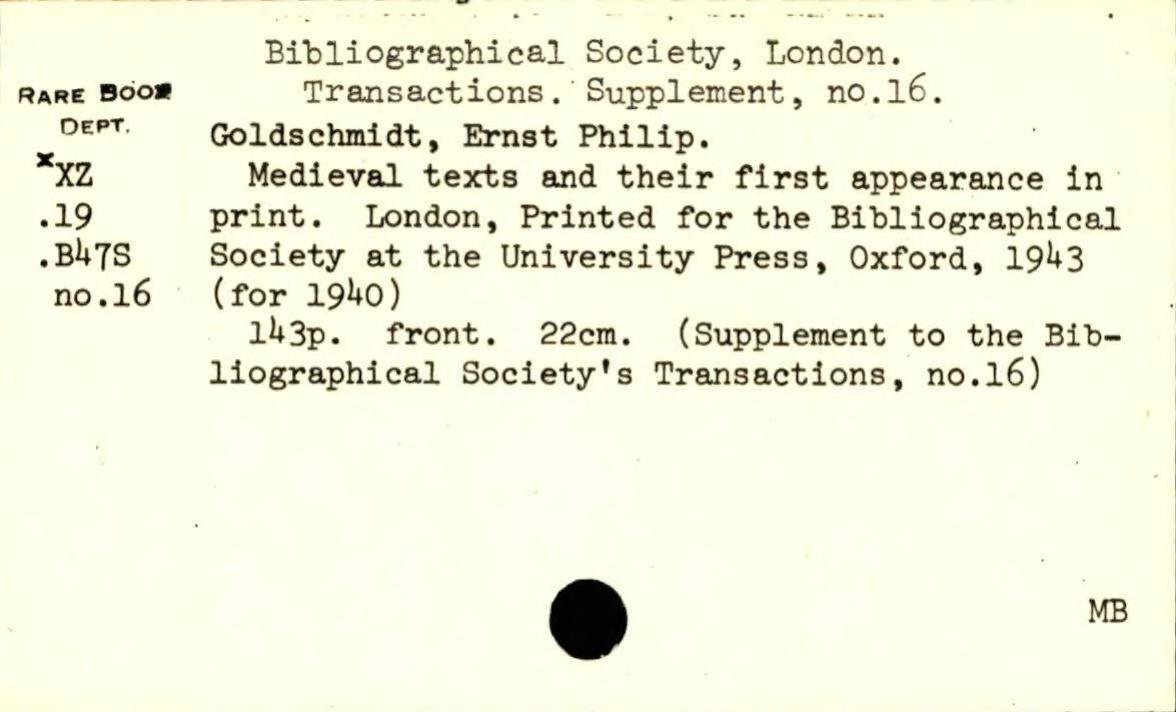 Bibliographical Society, London.
Transactions. Supplement, no.16.
RARE BOOK
DEPT.
Goldschmidt, Ernst Philip.
xXZ
.19
.B47S
no.16
Medieval texts and their first appearance in
print. London, Printed for the Bibliographical
Society at the University Press, Oxford, 1943
(for 1940)
143p. front. 22cm. (Supplement to the Bib-
liographical Society's Transactions, no.16)
MB